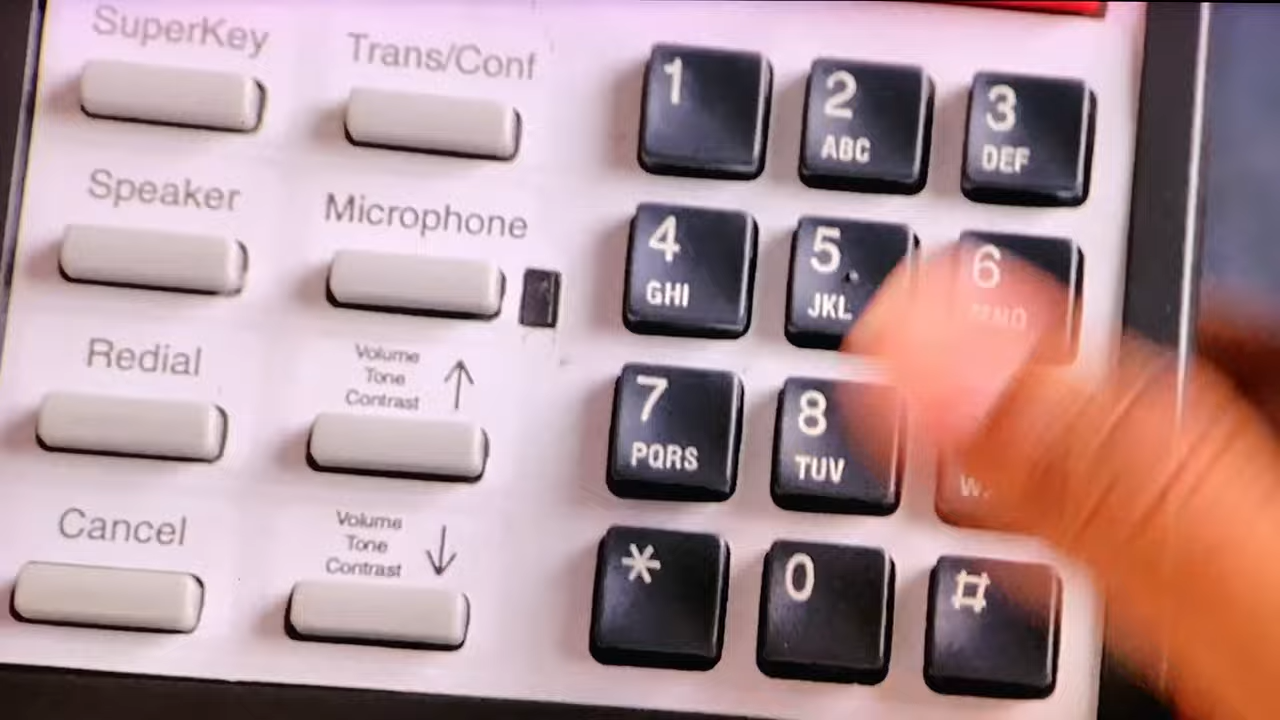 SuperKey
Trans/Conf
Speaker
Microphone
Redial
Volume
Tone
Contrast
↑
Cancel
Volume
Tone
Contrast
↓
1
2
ABC
3
DEF
4
GHI
5
JKL
6
MNO
7
PQRS
8
TUV
*
0
#